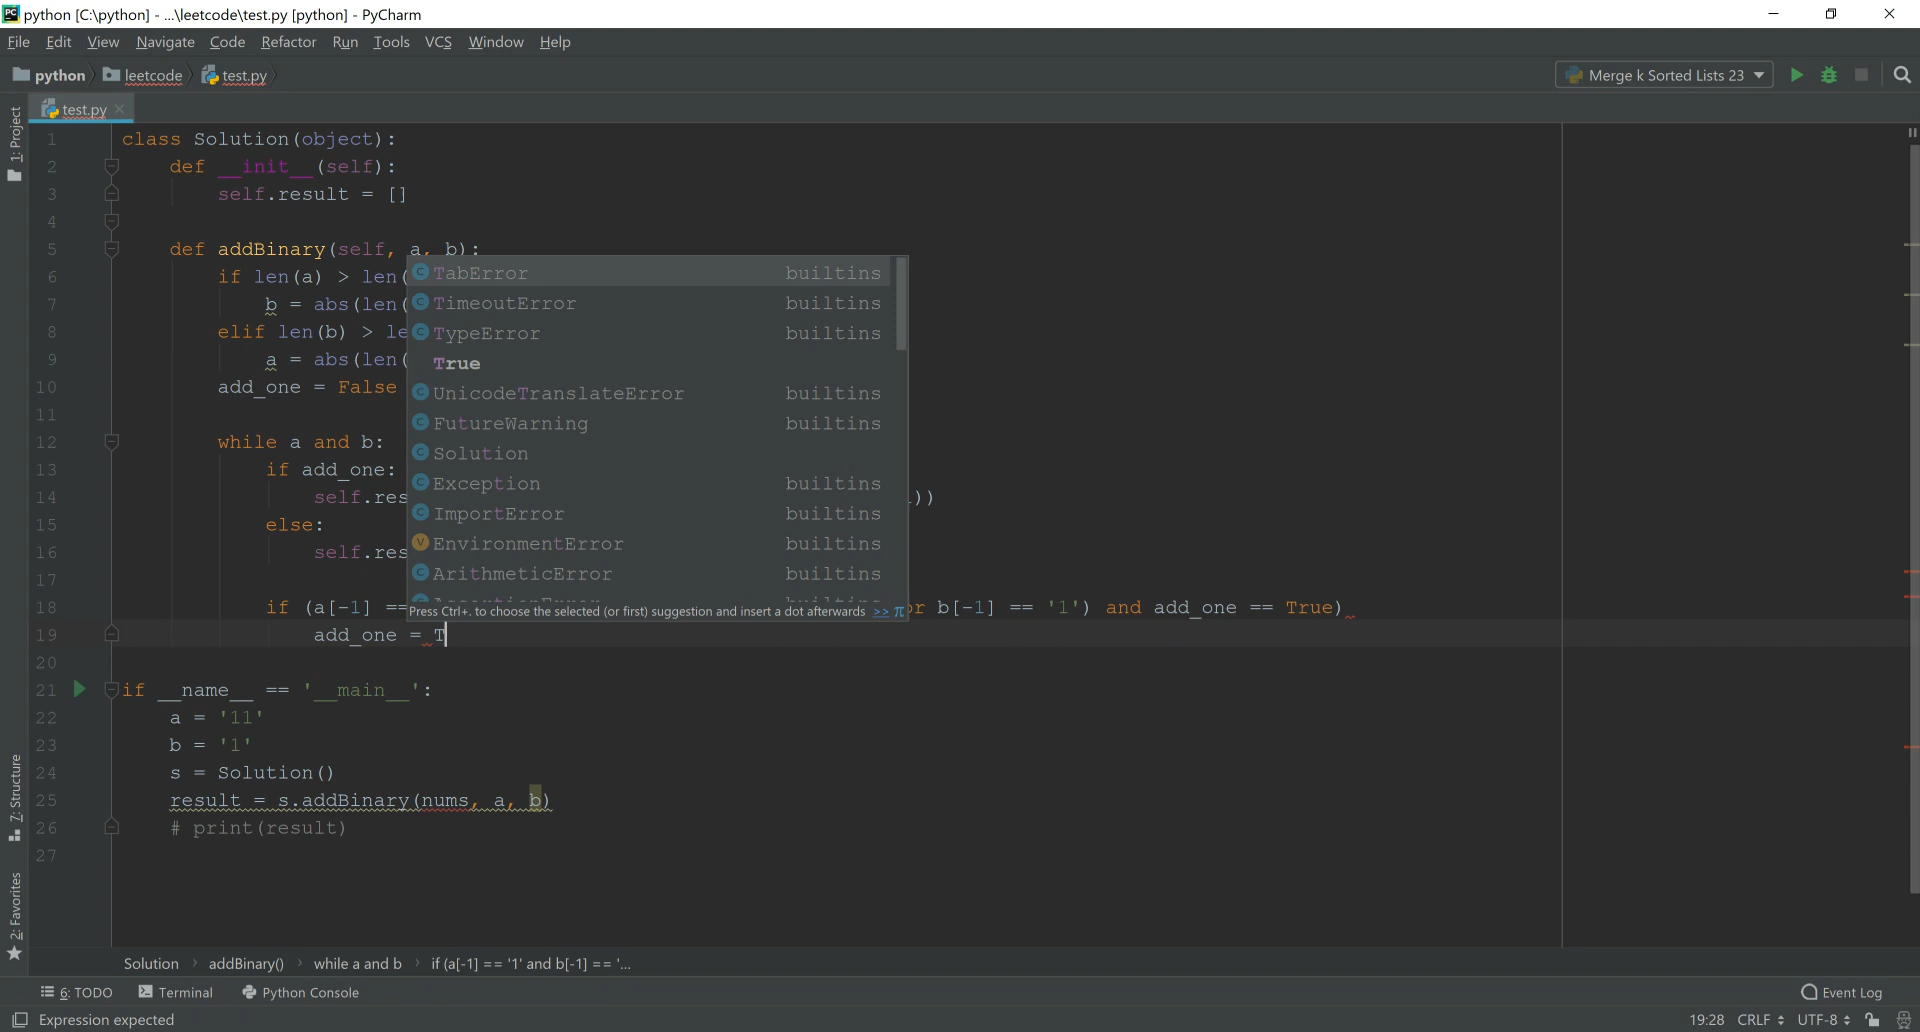 python [C:\python] - ...\leetcode\test.py [python] - PyCharm
File Edit View Navigate Code Refactor Run Tools VCS Window Help
python leetcode test.py Merge k Sorted Lists 23
test.py
1: Project
7: Structure
2: Favorites
1 class Solution(object):
2 def __init__(self):
3 self.result = []
4
5 def addBinary(self, a, b):
6 if len(a) > len(
7 b = abs(len(
8 elif len(b) > le
9 a = abs(len(
10 add_one = False
11
12 while a and b:
13 if add_one:
14 self.res ))
15 else:
16 self.res
17
18 if (a[-1] == or b[-1] == '1') and add_one == True)
19 add_one = T
20
21 if __name__ == '__main__':
22 a = '11'
23 b = '1'
24 s = Solution()
25 result = s.addBinary(nums, a, b)
26 # print(result)
27
TabError builtins
TimeoutError builtins
TypeError builtins
True
UnicodeTranslateError builtins
FutureWarning builtins
Solution
Exception builtins
ImportError builtins
EnvironmentError builtins
ArithmeticError builtins
Press Ctrl+. to choose the selected (or first) suggestion and insert a dot afterwards >> π
Solution addBinary() while a and b if (a[-1] == '1' and b[-1] == '...
6: TODO Terminal Python Console Event Log
Expression expected 19:28 CRLF UTF-8